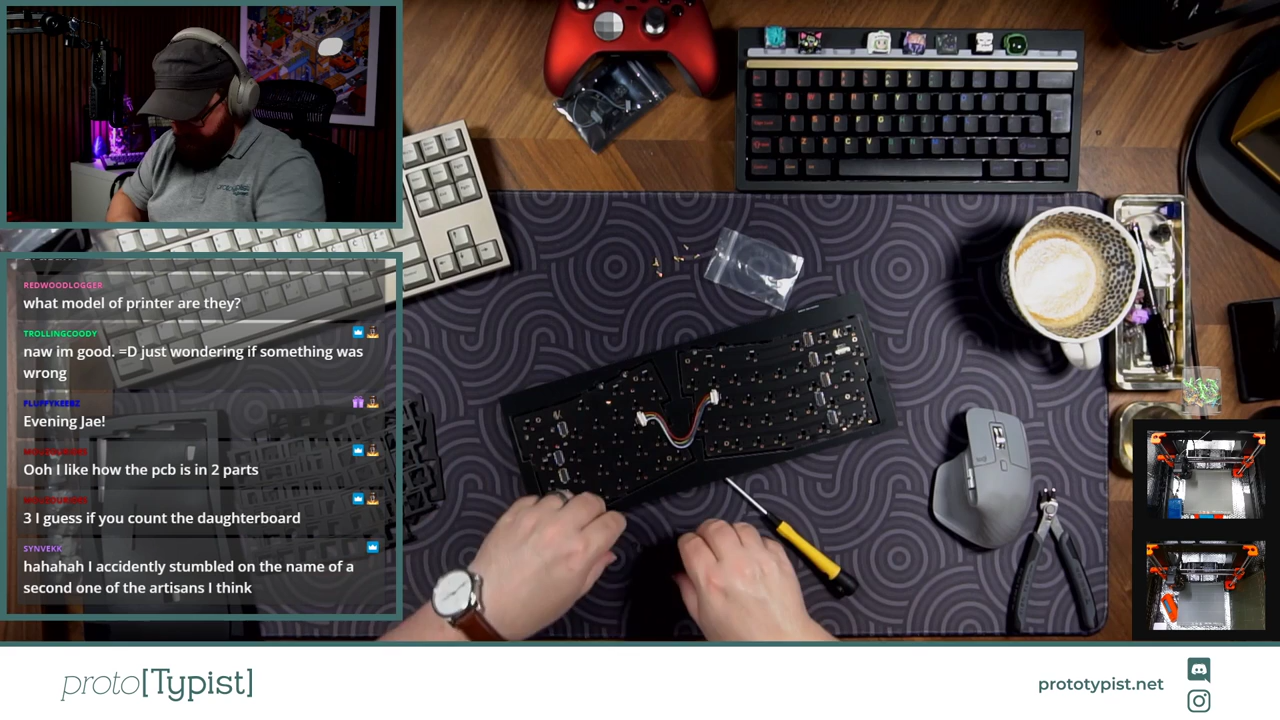 REDWOODLOGGER
what model of printer are they?
TROLLINGCOODY
naw im good. =D just wondering if something was
wrong
FLUFFYKEEBZ
Evening Jae!
Ooh I like how the pcb is in 2 parts
3 I guess if you count the daughterboard
SYNVEKK
hahahah I accidently stumbled on the name of a
second one of the artisans I think
proto[Typist]
prototypist.net